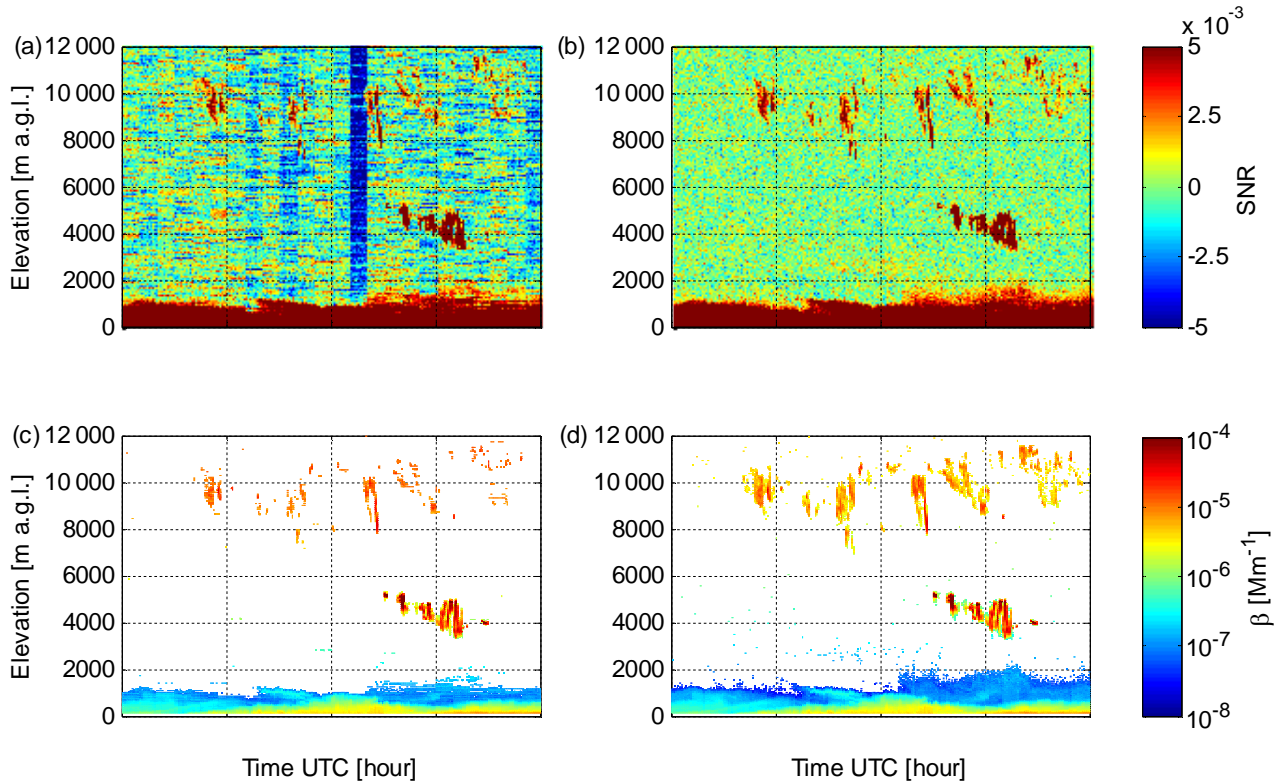 x 10-3
(a) 12 000 (b) 12 000 5
10 000 10 000
8000 8000 2.5
6000 6000 0
4000 4000 -2.5
2000 2000
0 0 -5
Elevation [m a.g.l.]
SNR
(c) 12 000 (d) 12 000 10-4
10 000 10 000
8000 8000 10-5
6000 6000 10-6
4000 4000 10-7
2000 2000
0 0 10-8
Elevation [m a.g.l.]
β [Mm-1]
Time UTC [hour] Time UTC [hour]